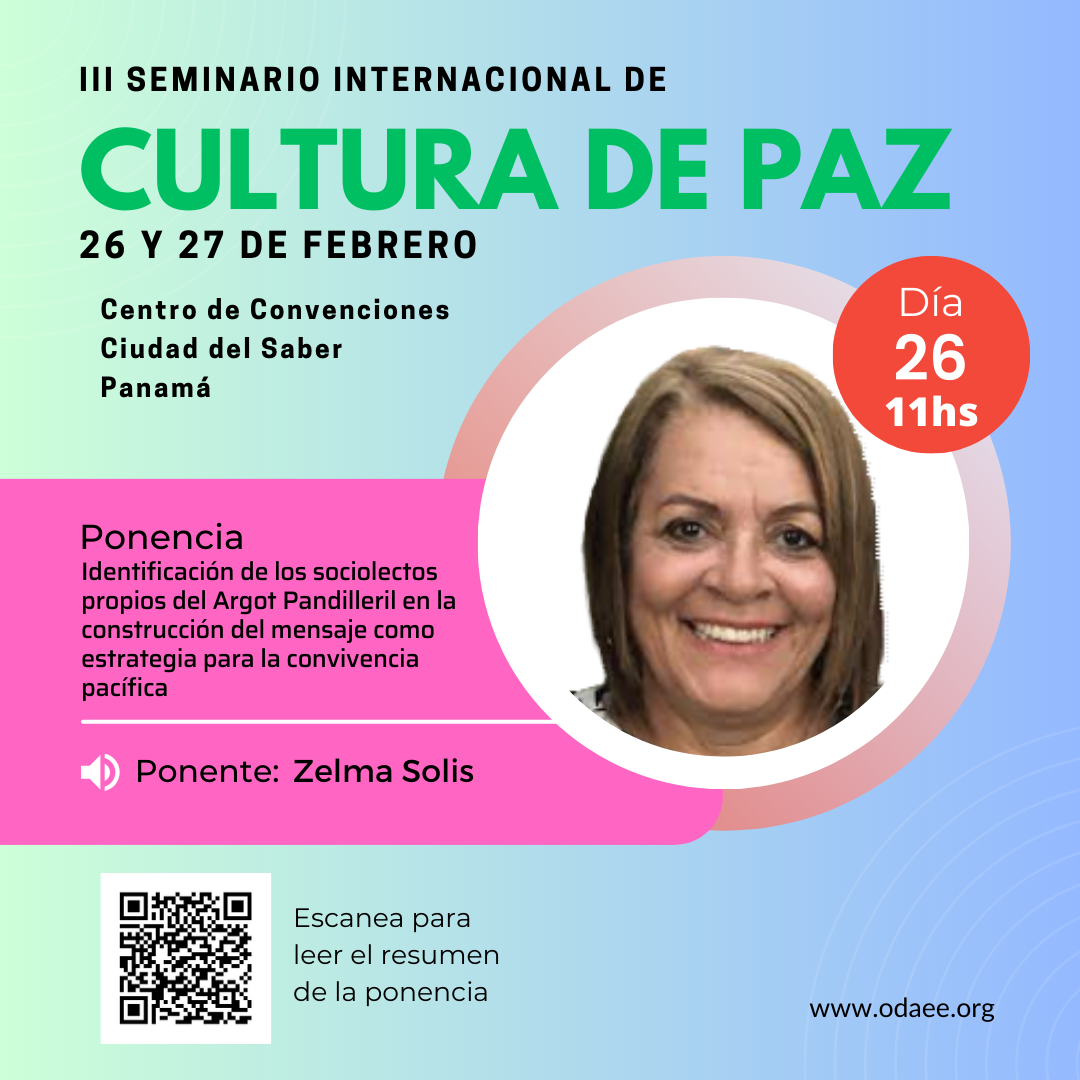 III SEMINARIO INTERNACIONAL DE
CULTURA DE PAZ
26 Y 27 DE FEBRERO
Centro de Convenciones
Ciudad del Saber
Panamá
Día
26
11hs
Ponencia
Identificación de los sociolectos
propios del Argot Pandilleril en la
construcción del mensaje como
estrategia para la convivencia
pacífica
Ponente: Zelma Solis
Escanea para
leer el resumen
de la ponencia
www.odaee.org